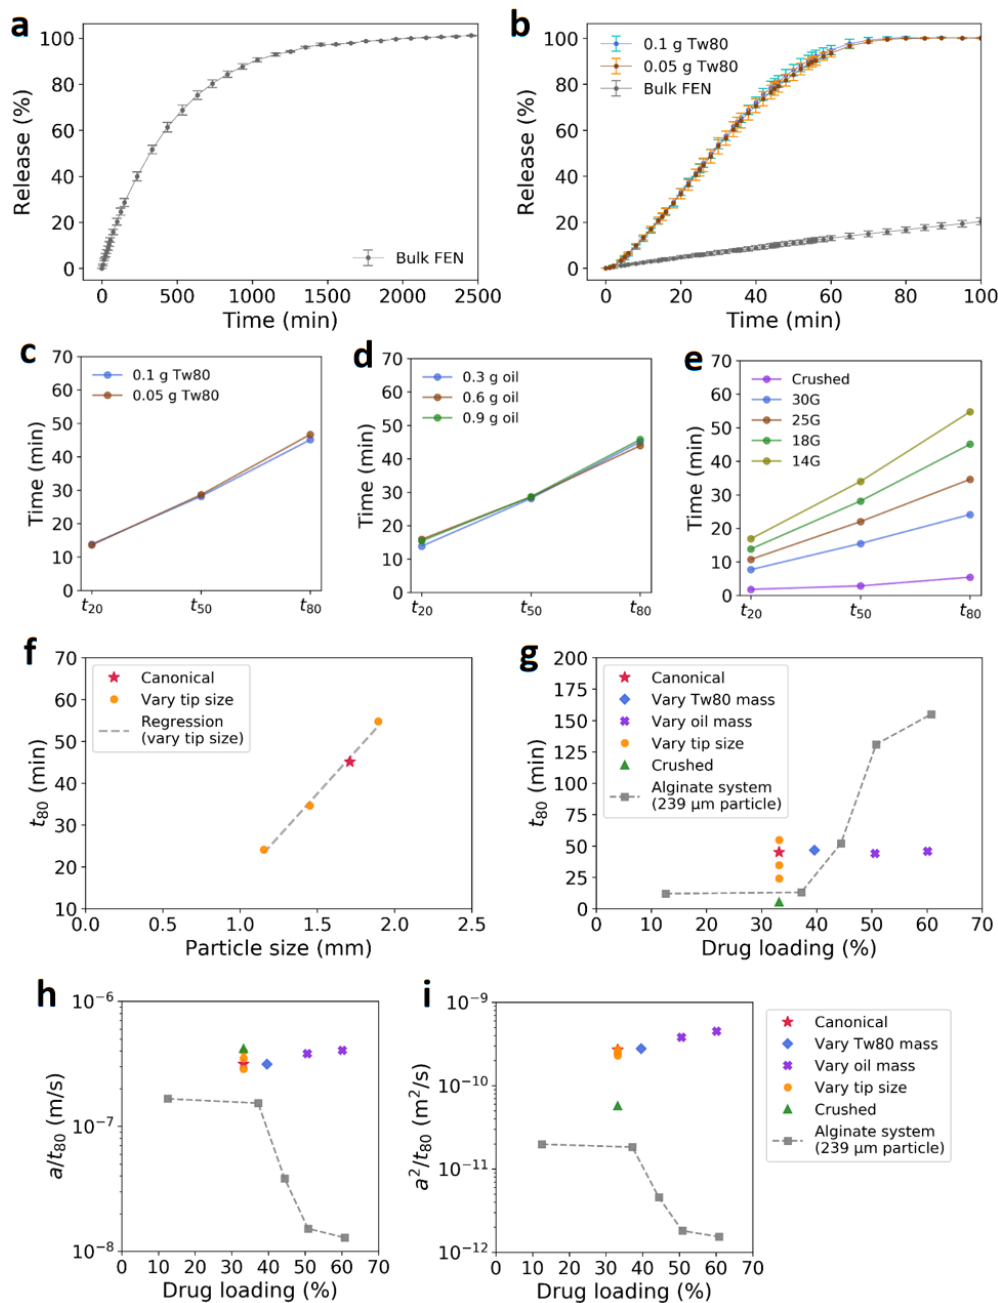 a
Release (%)
100
80
60
40
20
0
Bulk FEN
0 500 1000 1500 2000 2500
Time (min)
b
Release (%)
100
80
60
40
20
0
0.1 g Tw80
0.05 g Tw80
Bulk FEN
0 20 40 60 80 100
Time (min)
c
Time (min)
70
60
50
40
30
20
10
0
0.1 g Tw80
0.05 g Tw80
t20 t50 t80
d
Time (min)
70
60
50
40
30
20
10
0
0.3 g oil
0.6 g oil
0.9 g oil
t20 t50 t80
e
Time (min)
70
60
50
40
30
20
10
0
Crushed
30G
25G
18G
14G
t20 t50 t80
f
t80 (min)
70
60
50
40
30
20
10
Canonical
Vary tip size
Regression
(vary tip size)
0.0 0.5 1.0 1.5 2.0 2.5
Particle size (mm)
g
t80 (min)
200
175
150
125
100
75
50
25
0
Canonical
Vary Tw80 mass
Vary oil mass
Vary tip size
Crushed
Alginate system
(239 μm particle)
0 10 20 30 40 50 60 70
Drug loading (%)
h
a/t80 (m/s)
10⁻⁶
10⁻⁷
10⁻⁸
0 10 20 30 40 50 60 70
Drug loading (%)
i
a²/t80 (m²/s)
10⁻⁹
10⁻¹⁰
10⁻¹¹
10⁻¹²
0 10 20 30 40 50 60 70
Drug loading (%)
Canonical
Vary Tw80 mass
Vary oil mass
Vary tip size
Crushed
Alginate system
(239 μm particle)